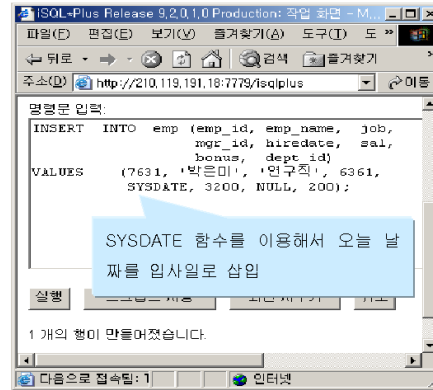 iSQL*Plus Release 9,2,0,1,0 Production: 작업 화면 - M...
파일(F) 편집(E) 보기(V) 즐겨찾기(A) 도구(T) 도 »
뒤로 검색 즐겨찾기 »
주소(D) http://210,119,191,18:7779/isqlplus 이동
명령문 입력:
INSERT INTO emp (emp_id, emp_name, job,
mgr_id, hiredate, sal,
bonus, dept_id)
VALUES (7631, '박은미', '연구직', 6361,
SYSDATE, 3200, NULL, 200);
SYSDATE 함수를 이용해서 오늘 날
짜를 입사일로 삽입
실행
1 개의 행이 만들어졌습니다.
다음으로 접속됨: 1 인터넷